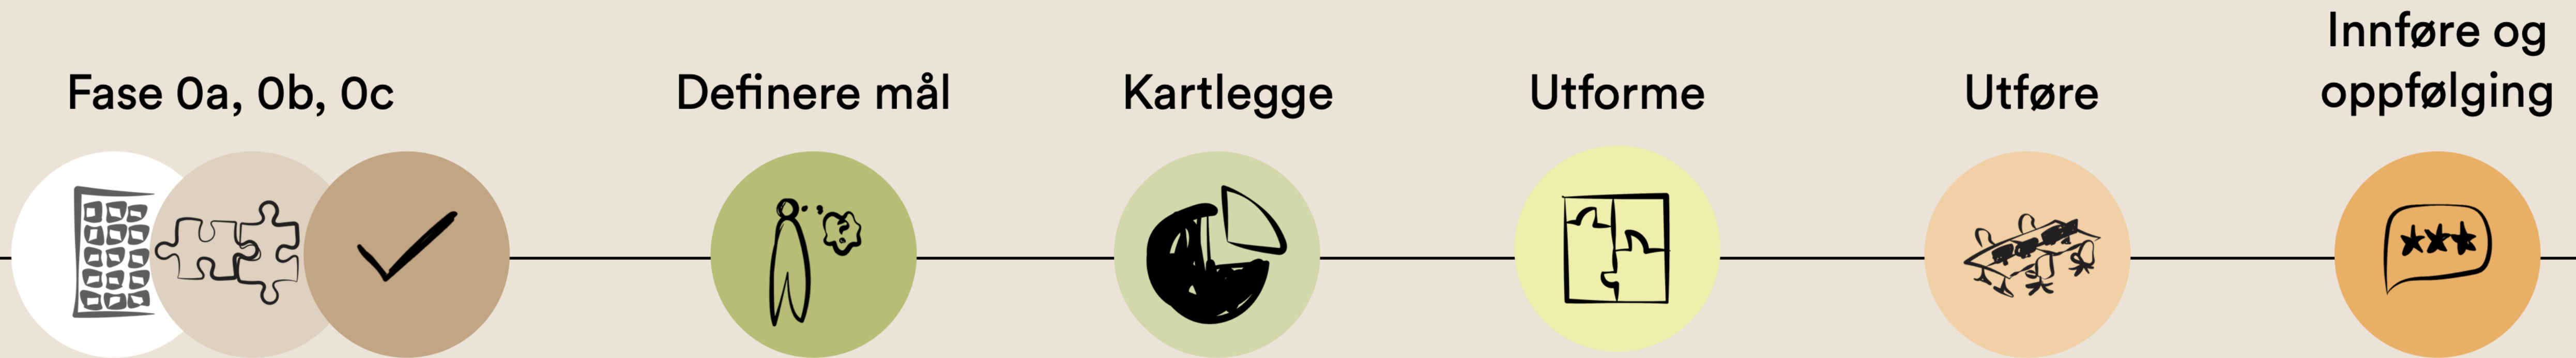 Fase 0a, 0b, 0c
Definere mål
Kartlegge
Utforme
Utføre
Innføre og
oppfølging
?